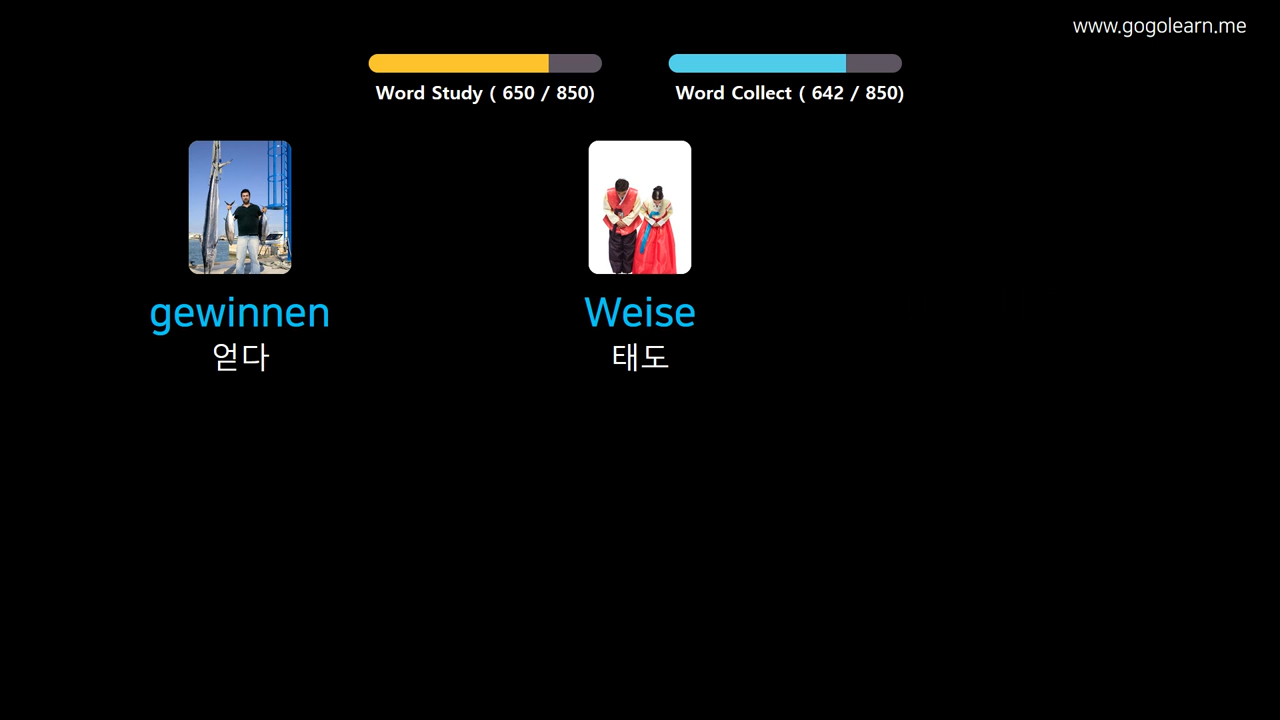 www.gogolearn.me
Word Study ( 650 / 850)
Word Collect ( 642 / 850)
gewinnen
얻다
Weise
태도